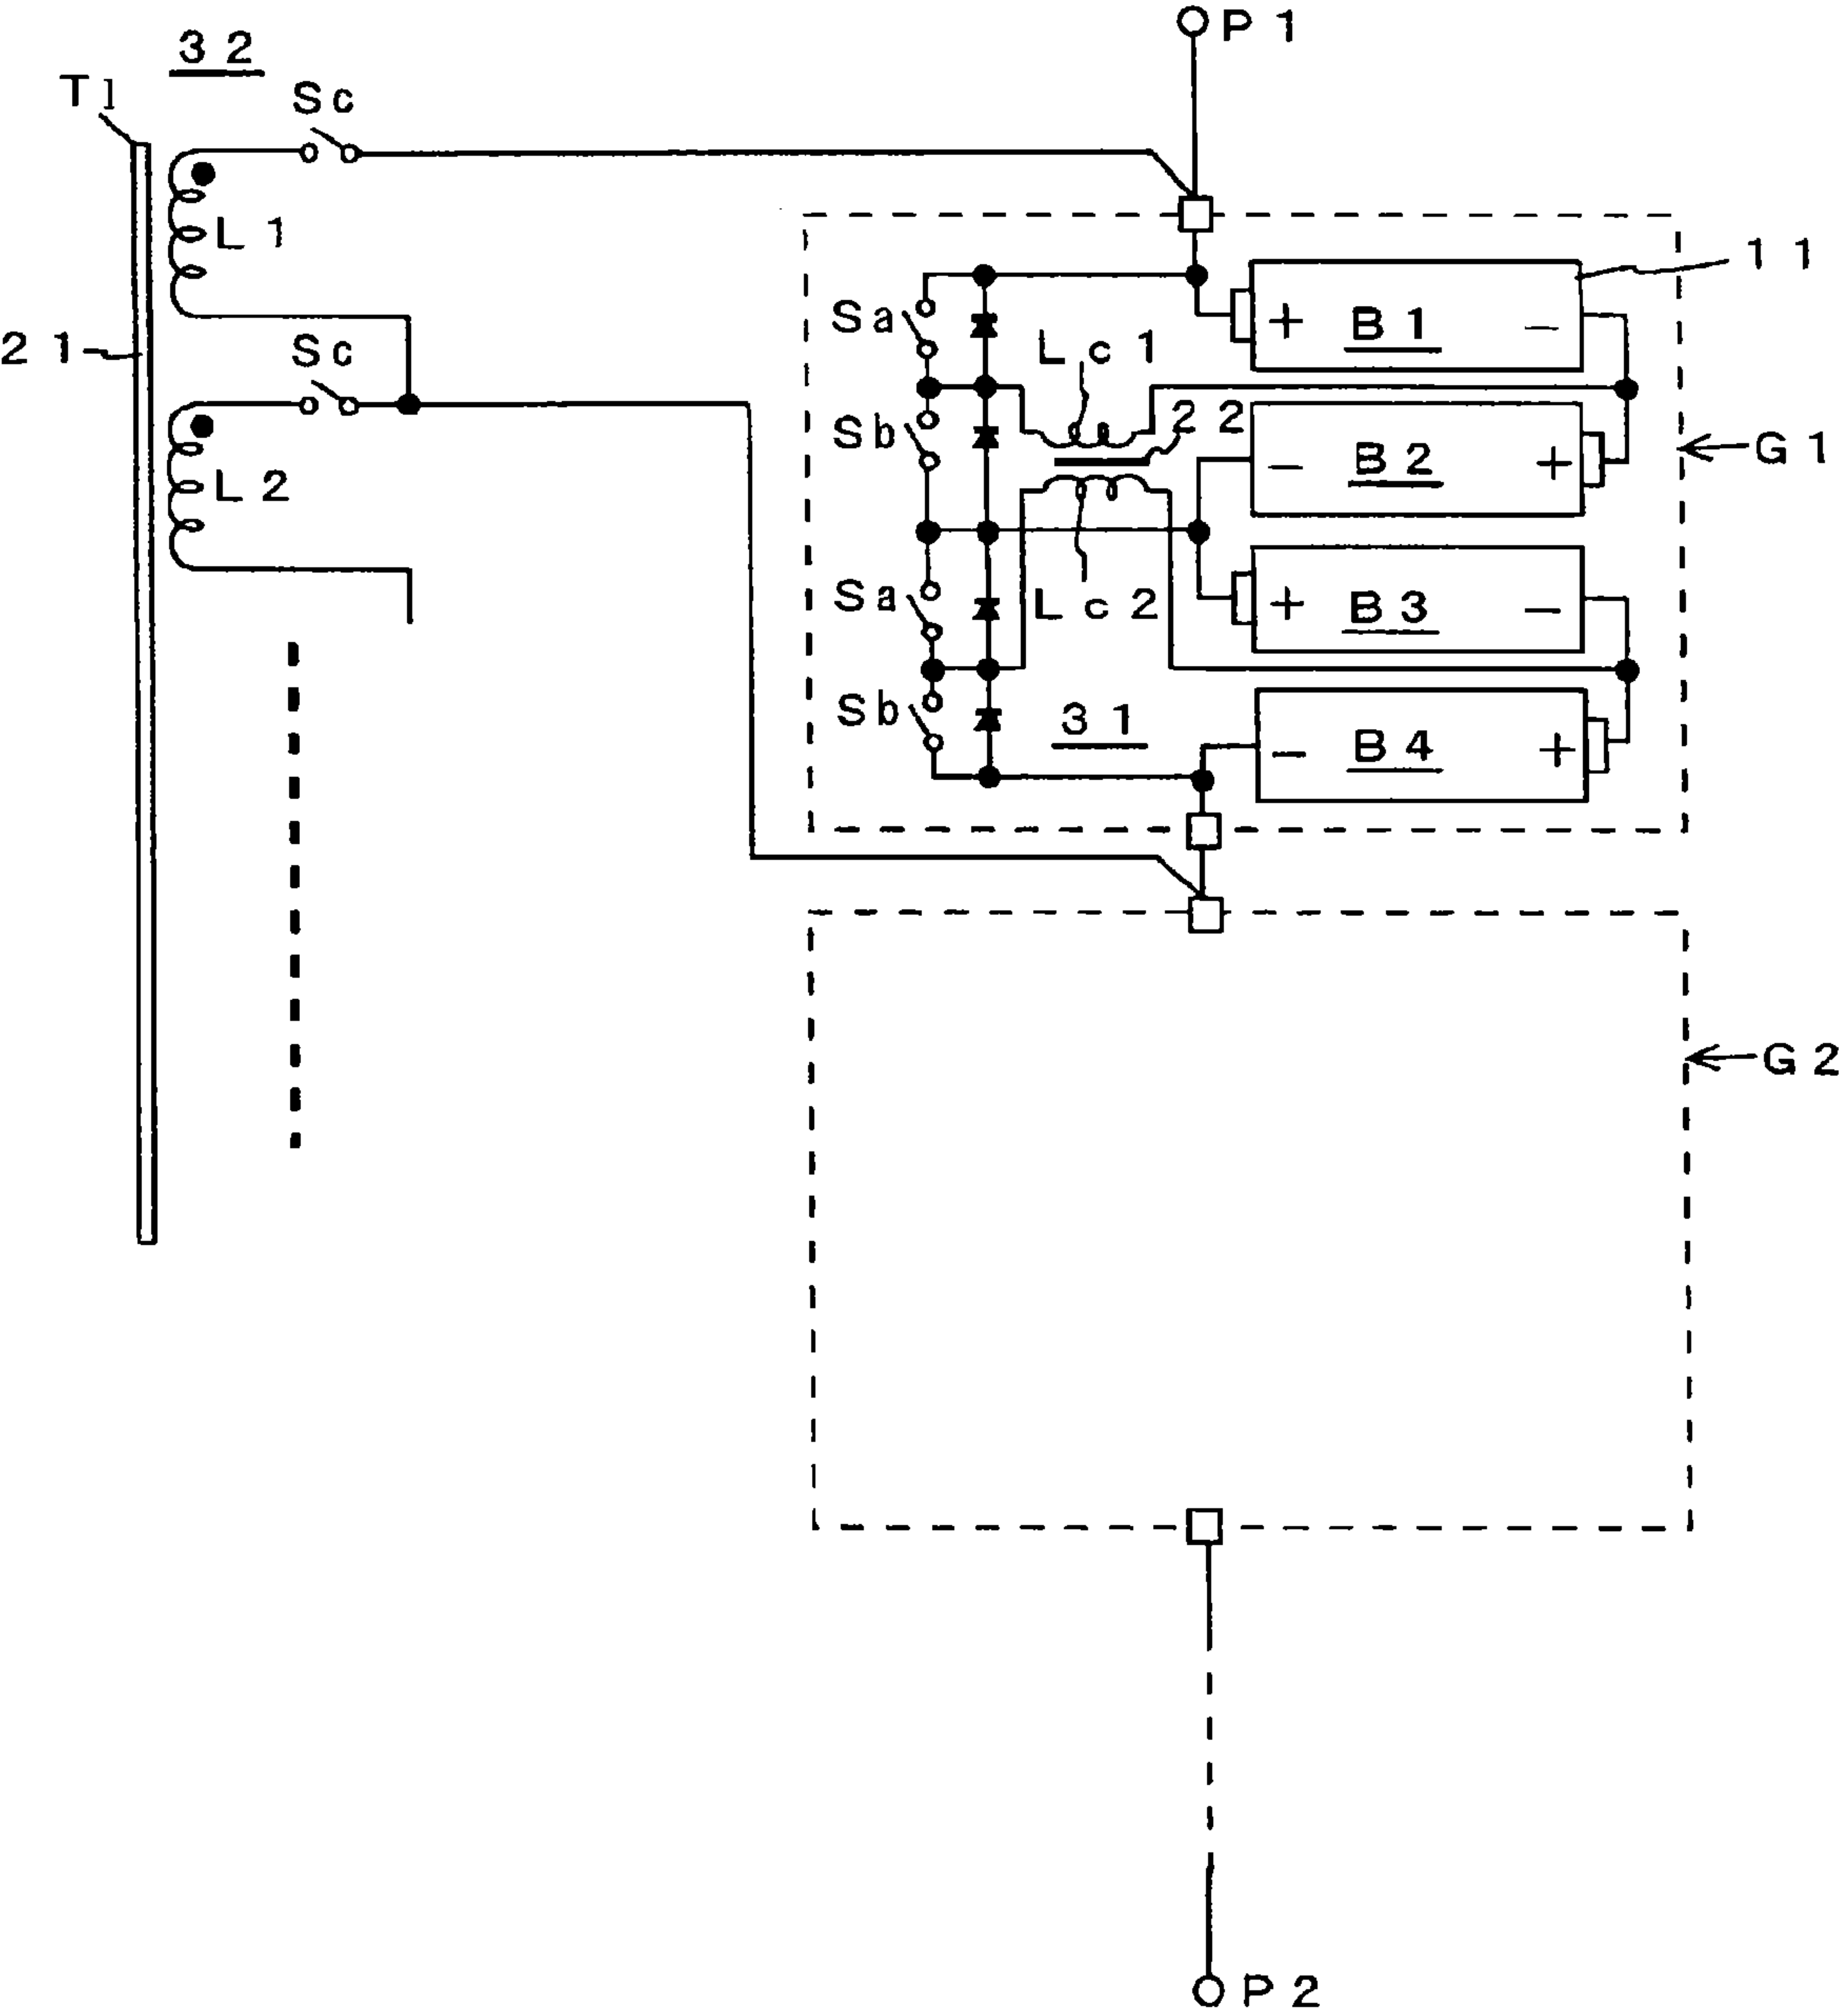 P1
32
T1
Sc
L1
11
Sa
+ B1 −
21
Sc
Lc1
22
Sb
− B2 +
G1
L2
Sa
Lc2
+ B3 −
Sb
31
− B4 +
G2
P2